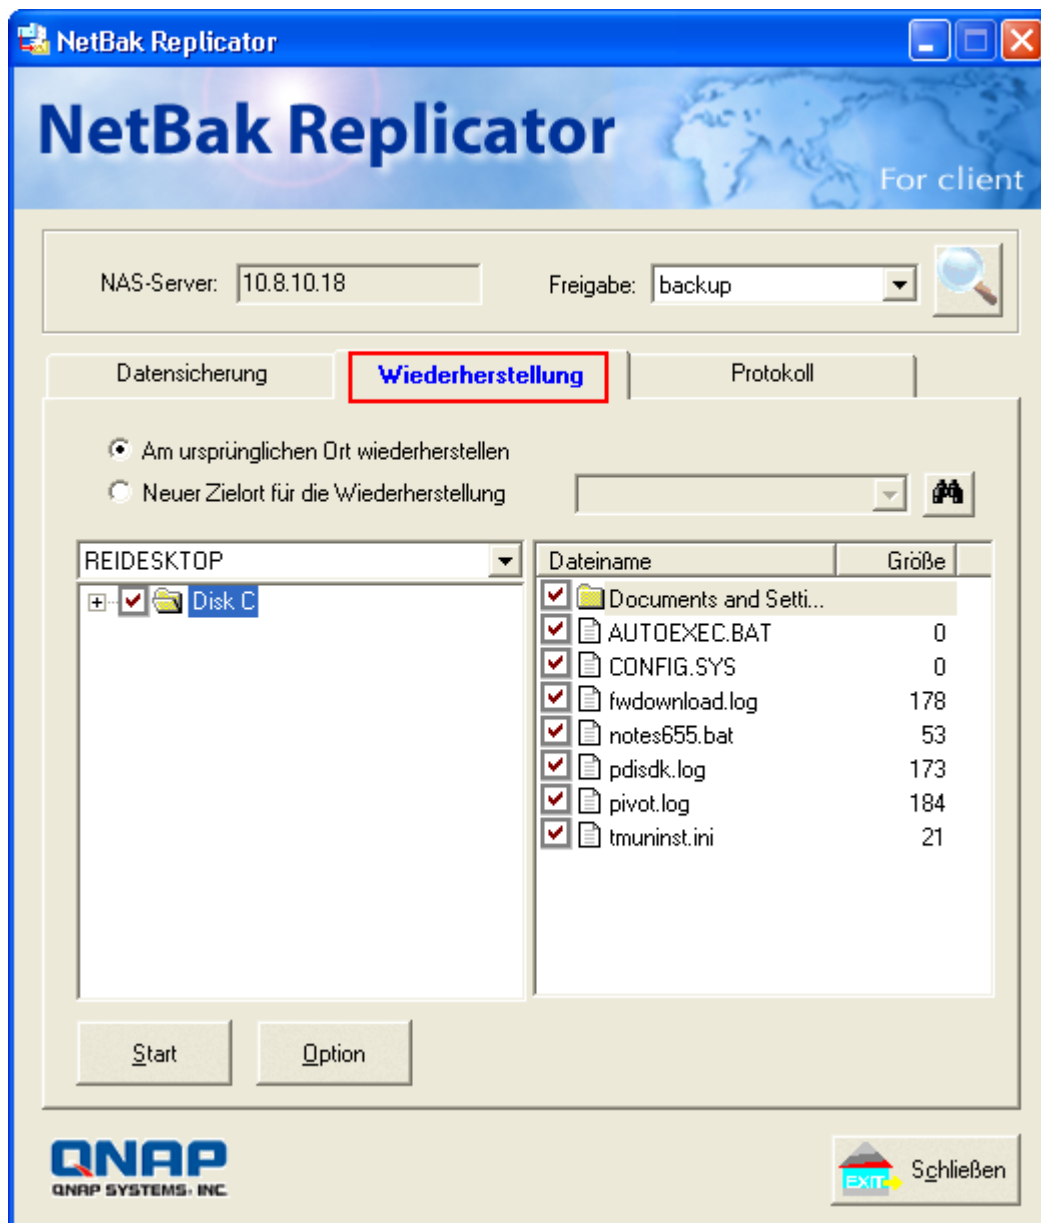 NetBak Replicator
NetBak Replicator
For client
NAS-Server: 10.8.10.18 Freigabe: backup
Datensicherung Wiederherstellung Protokoll
Am ursprünglichen Ort wiederherstellen
Neuer Zielort für die Wiederherstellung
REIDESKTOP Dateiname Größe
Disk C Documents and Setti...
AUTOEXEC.BAT 0
CONFIG.SYS 0
fwdownload.log 178
notes655.bat 53
pdisdk.log 173
pivot.log 184
tmuninst.ini 21
Start Option
QNAP
QNAP SYSTEMS, INC.
EXIT Schließen